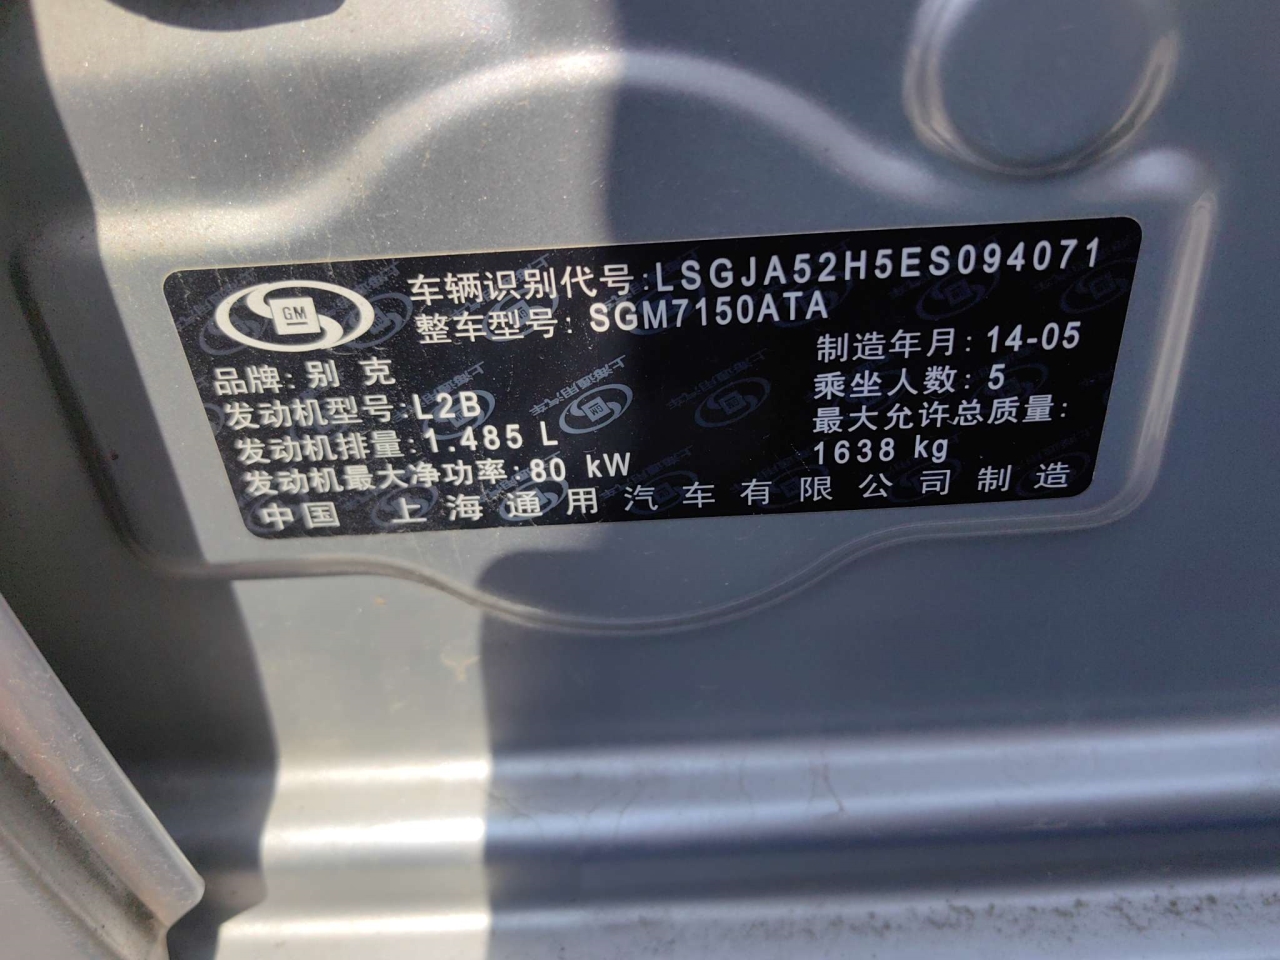 GM
车辆识别代号:LSGJA52H5ES094071
整车型号:SGM7150ATA
品牌:别克
制造年月:14-05
发动机型号:L2B
乘坐人数:5
发动机排量:1.485 L
最大允许总质量:
1638 kg
发动机最大净功率:80 kW
中国 上海通用汽车有限公司制造